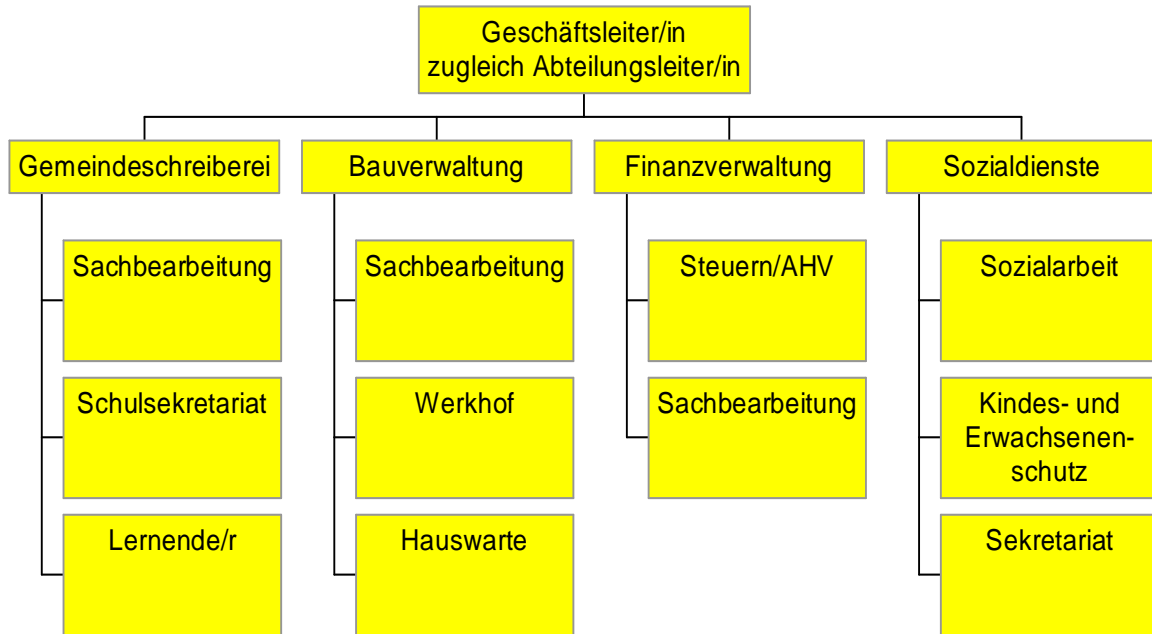 Geschäftsleiter/in
zugleich Abteilungsleiter/in
Gemeindeschreiberei
Bauverwaltung
Finanzverwaltung
Sozialdienste
Sachbearbeitung
Sachbearbeitung
Steuern/AHV
Sozialarbeit
Schulsekretariat
Werkhof
Sachbearbeitung
Kindes- und
Erwachsenen-
schutz
Lernende/r
Hauswarte
Sekretariat